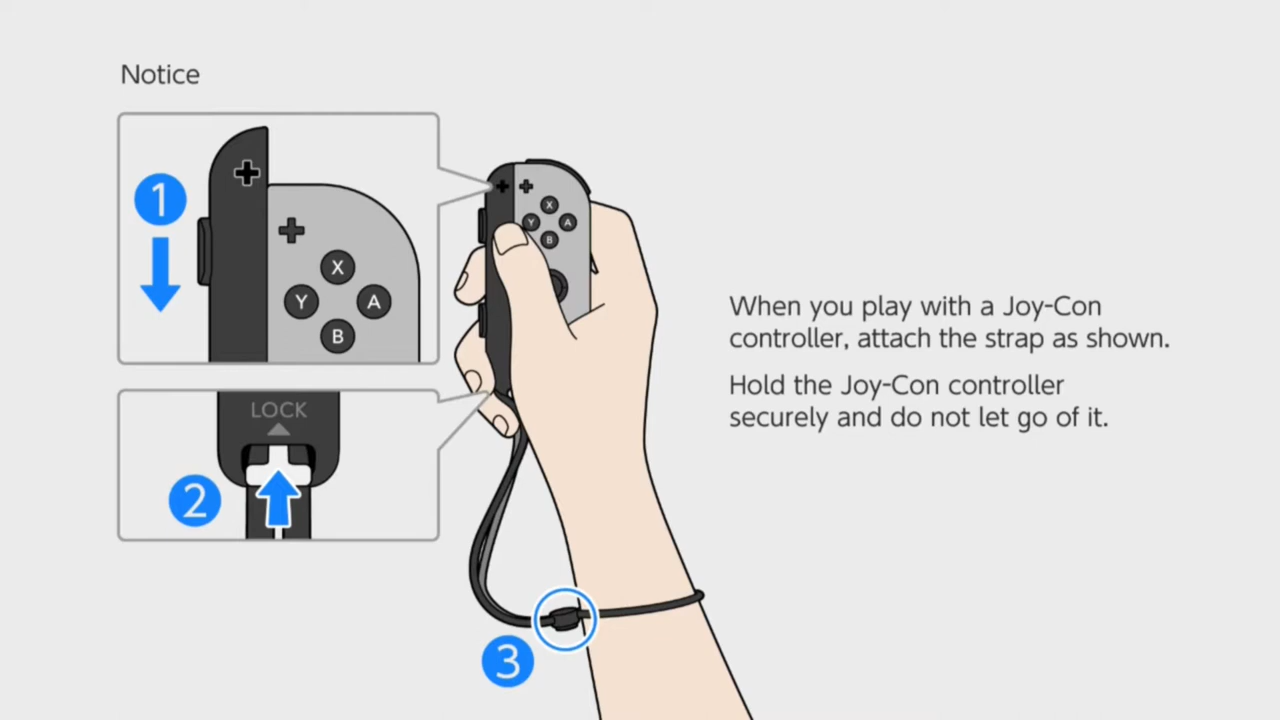 Notice
1
+
+
X
Y
A
B
LOCK
2
+
+
X
Y
A
B
3
When you play with a Joy-Con
controller, attach the strap as shown.
Hold the Joy-Con controller
securely and do not let go of it.